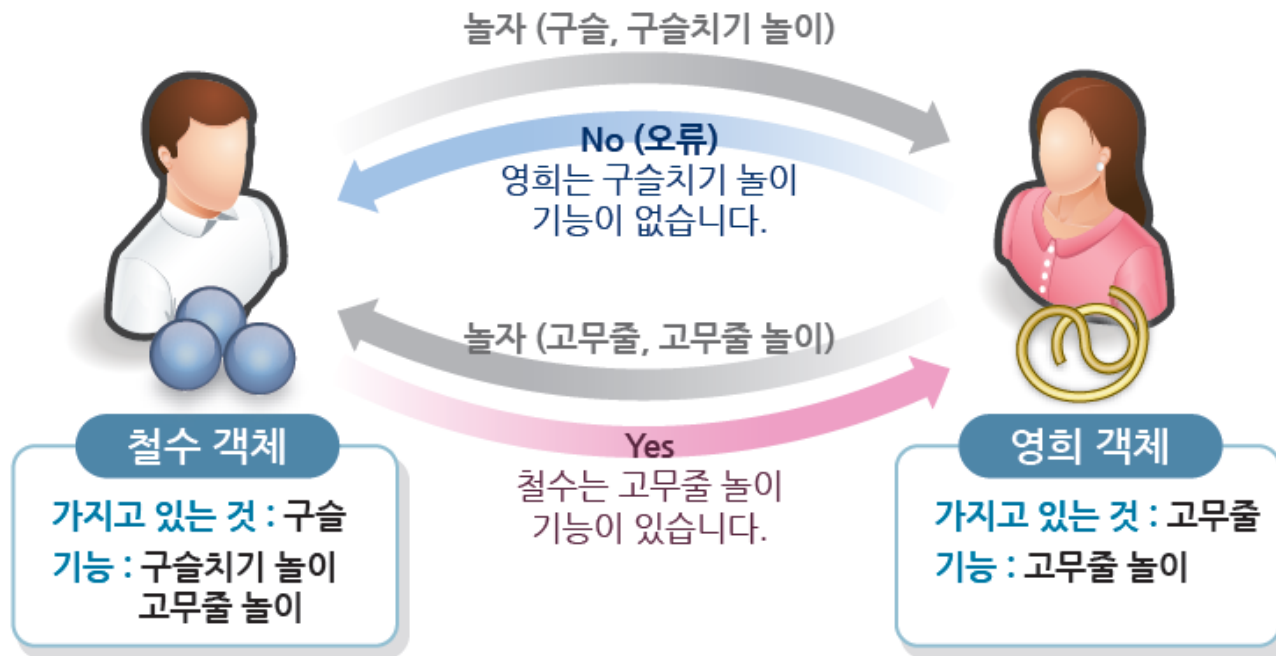 놀자 (구슬, 구슬치기 놀이)
No (오류)
영희는 구슬치기 놀이
기능이 없습니다.
놀자 (고무줄, 고무줄 놀이)
Yes
철수는 고무줄 놀이
기능이 있습니다.
철수 객체
가지고 있는 것 : 구슬
기능 : 구슬치기 놀이
고무줄 놀이
영희 객체
가지고 있는 것 : 고무줄
기능 : 고무줄 놀이